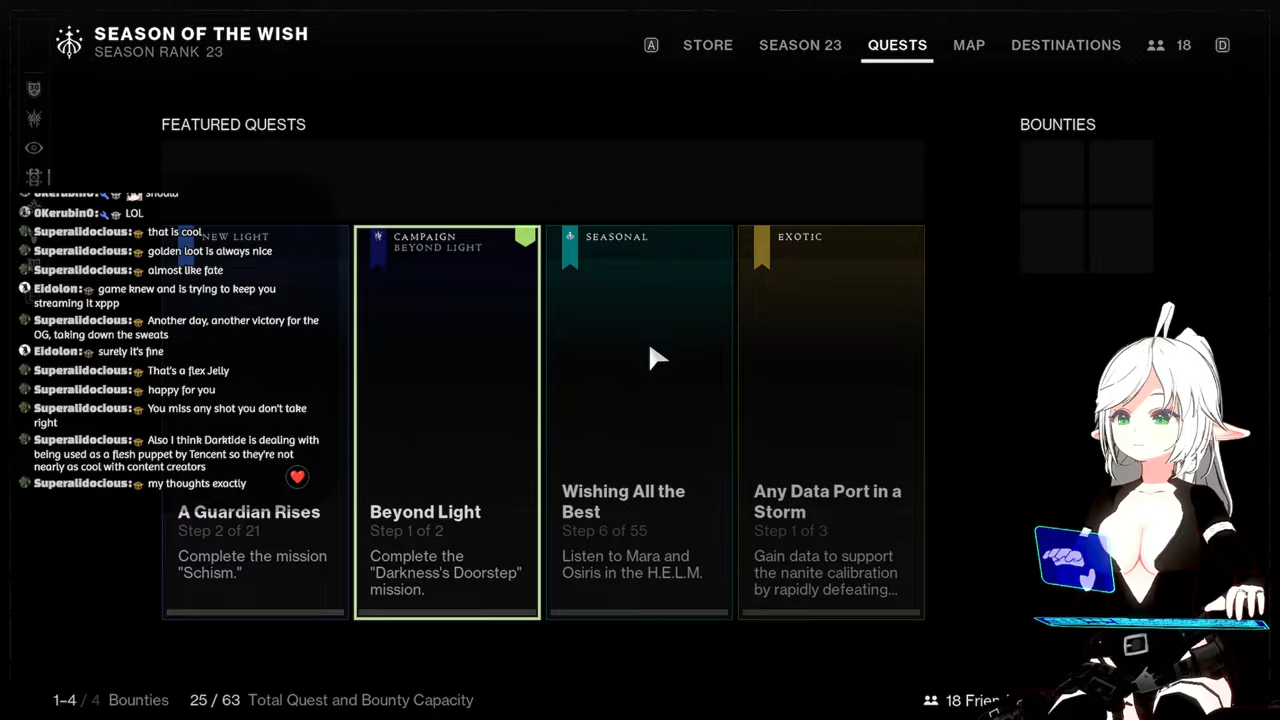 SEASON OF THE WISH
SEASON RANK 23
A STORE SEASON 23 QUESTS MAP DESTINATIONS 18 D
FEATURED QUESTS
BOUNTIES
0Kerubin0: should
0Kerubin0: LOL
Superalidocious: that is cool
Superalidocious: golden loot is always nice
Superalidocious: almost like fate
Eidolon: game knew and is trying to keep you
streaming it xppp
Superalidocious: Another day, another victory for the
OG, taking down the sweats
Eidolon: surely it's fine
Superalidocious: That's a flex Jelly
Superalidocious: happy for you
Superalidocious: You miss any shot you don't take
right
Superalidocious: Also I think Darktide is dealing with
being used as a flesh puppet by Tencent so they're not
nearly as cool with content creators
Superalidocious: my thoughts exactly
NEW LIGHT
A Guardian Rises
Step 2 of 21
Complete the mission
"Schism."
CAMPAIGN
BEYOND LIGHT
Beyond Light
Step 1 of 2
Complete the
"Darkness's Doorstep"
mission.
SEASONAL
Wishing All the
Best
Step 6 of 55
Listen to Mara and
Osiris in the H.E.L.M.
EXOTIC
Any Data Port in a
Storm
Step 1 of 3
Gain data to support
the nanite calibration
by rapidly defeating...
1–4 / 4 Bounties 25 / 63 Total Quest and Bounty Capacity
18